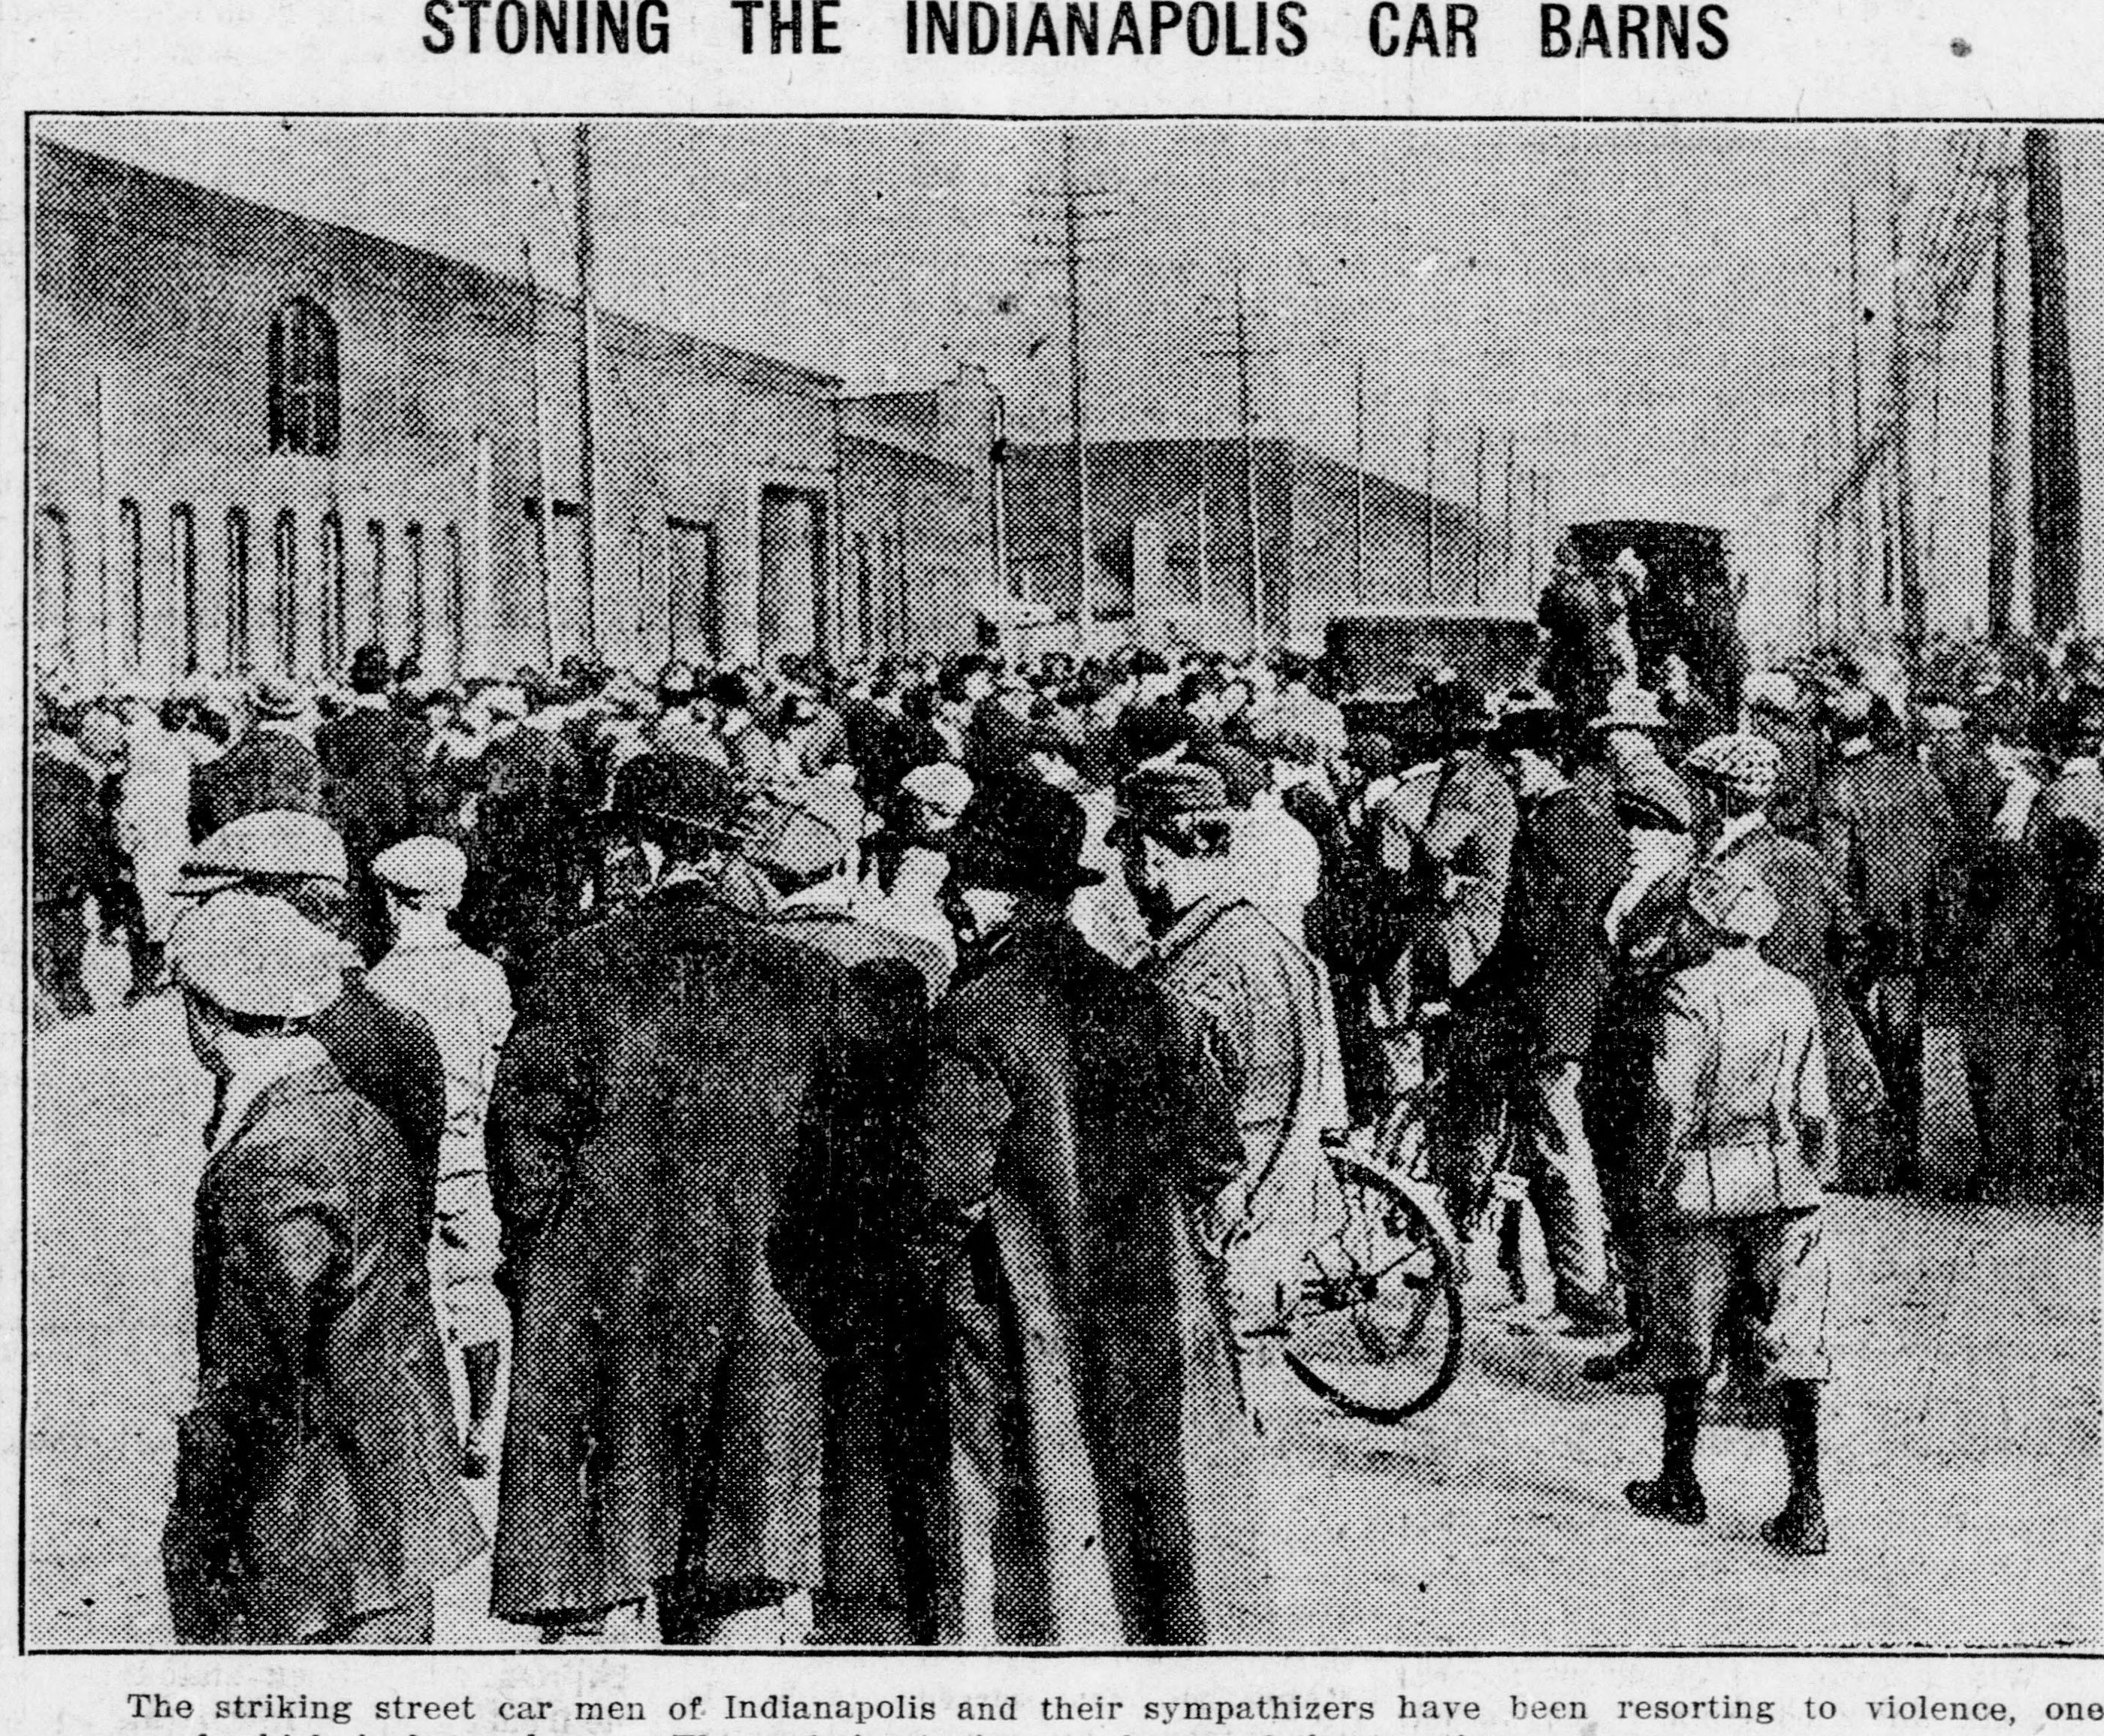 STONING THE INDIANAPOLIS CAR BARNS
The striking street car men of Indianapolis and their sympathizers have been resorting to violence, one